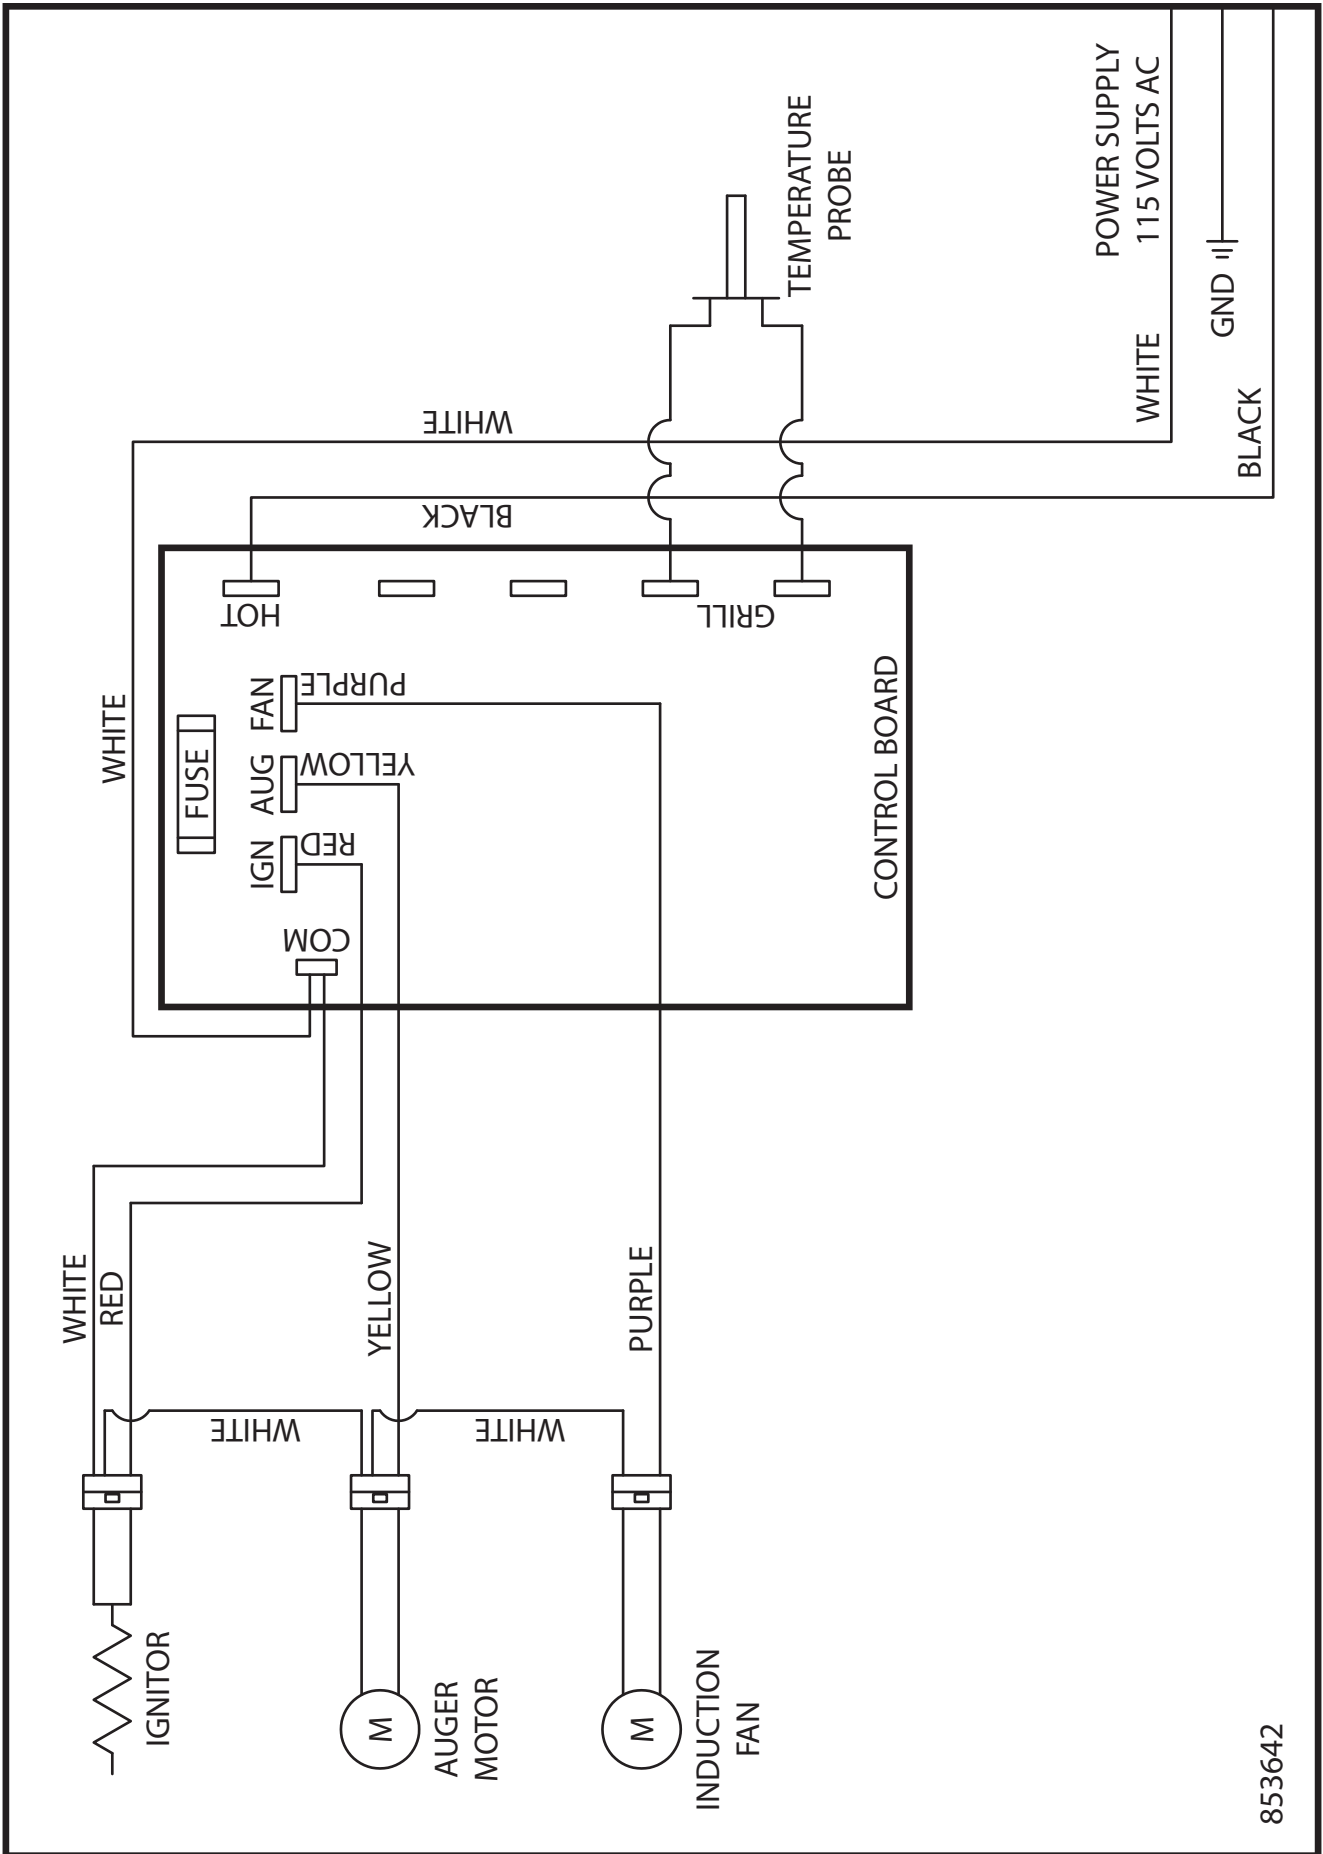 POWER SUPPLY
115 VOLTS AC
WHITE
GND
BLACK
TEMPERATURE
PROBE
WHITE
BLACK
HOT
GRILL
WHITE
FUSE
FAN
PURPLE
AUG
YELLOW
IGN
RED
COM
CONTROL BOARD
WHITE
RED
YELLOW
PURPLE
WHITE
WHITE
IGNITOR
M
AUGER
MOTOR
M
INDUCTION
FAN
853642